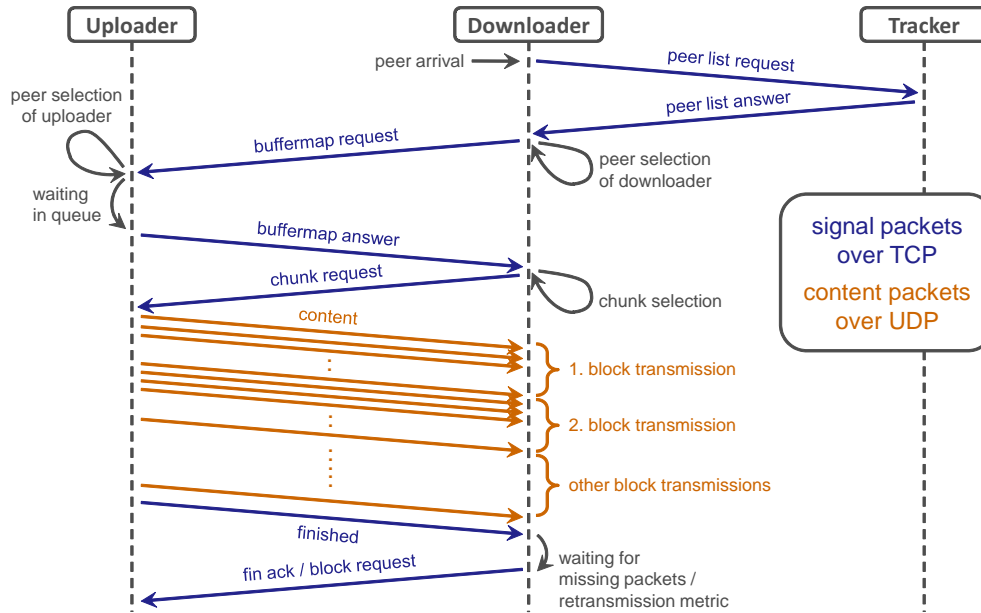 Uploader
Downloader
Tracker
peer arrival
peer list request
peer list answer
peer selection
of uploader
buffermap request
peer selection
of downloader
waiting
in queue
signal packets
over TCP
content packets
over UDP
buffermap answer
chunk request
chunk selection
content
1. block transmission
2. block transmission
other block transmissions
finished
waiting for
missing packets /
retransmission metric
fin ack / block request